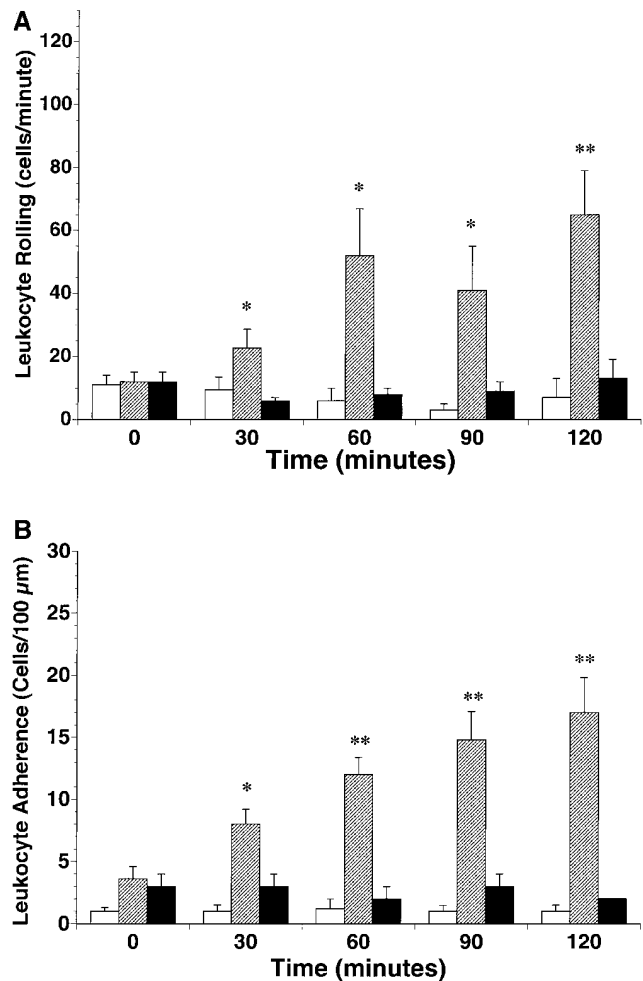 A
Leukocyte Rolling (cells/minute)
120
100
80
60
40
20
0
*
*
*
**
0 30 60 90 120
Time (minutes)
B
Leukocyte Adherence (Cells/100 µm)
30
25
20
15
10
5
0
*
**
**
**
0 30 60 90 120
Time (minutes)